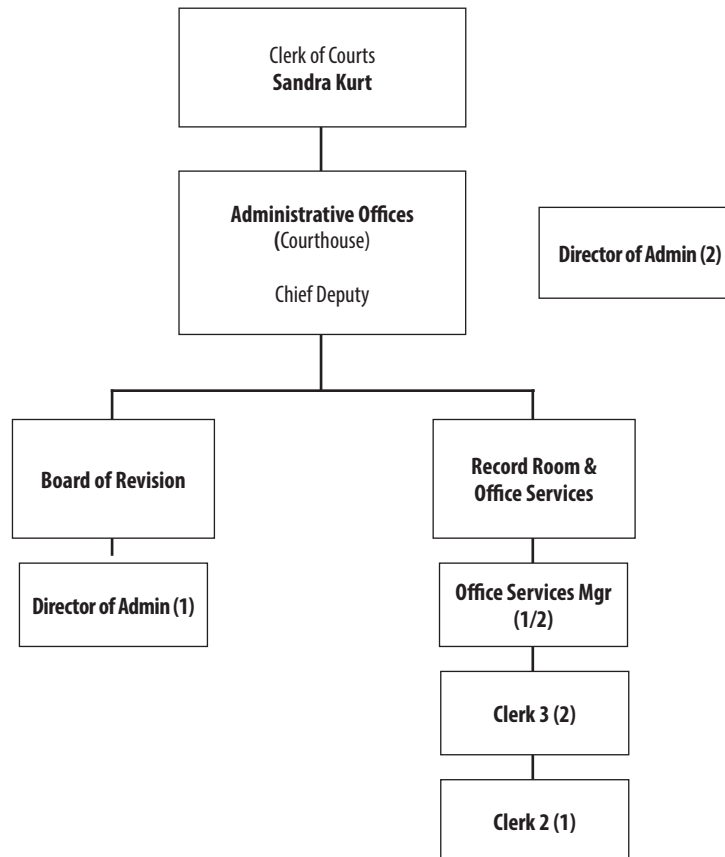 Clerk of Courts
Sandra Kurt
Administrative Offices
(Courthouse)
Chief Deputy
Director of Admin (2)
Board of Revision
Record Room &
Office Services
Director of Admin (1)
Office Services Mgr
(1/2)
Clerk 3 (2)
Clerk 2 (1)